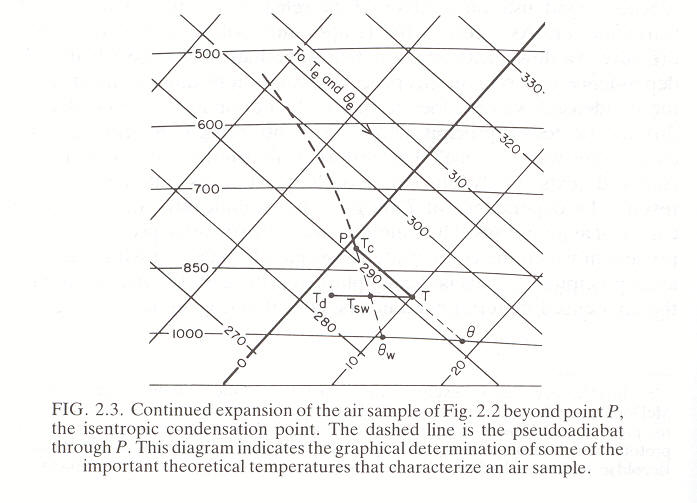 500
To Te and θe
330
600
320
700
310
300
P
Tc
290
850
Td
Tsw
T
280
1000
270
θ
θw
0
10
20
FIG. 2.3. Continued expansion of the air sample of Fig. 2.2 beyond point P,
the isentropic condensation point. The dashed line is the pseudoadiabat
through P. This diagram indicates the graphical determination of some of the
important theoretical temperatures that characterize an air sample.